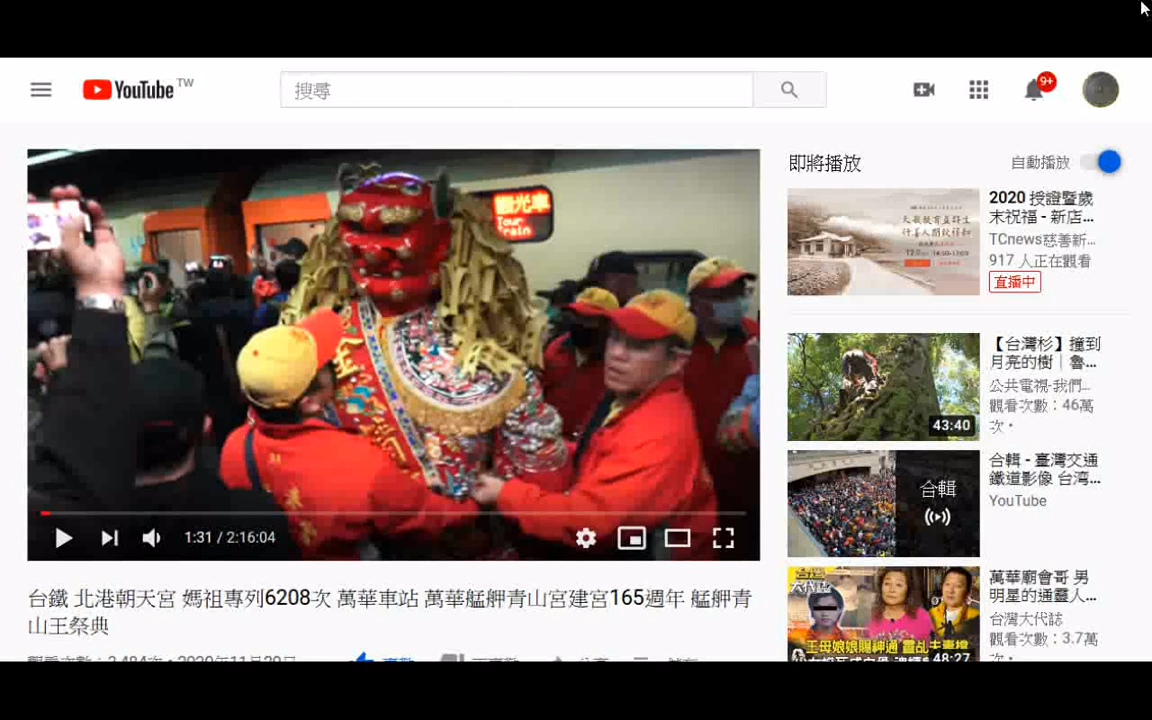 YouTube TW
搜尋
9+
觀光車
Tour
Train
1:31 / 2:16:04
台鐵 北港朝天宮 媽祖專列6208次 萬華車站 萬華艋舺青山宮建宮165週年 艋舺青
山王祭典
即將播放
自動播放
2020 授證暨歲
末祝福 - 新店...
TCnews慈善新...
917 人正在觀看
直播中
【台灣杉】撞到
月亮的樹｜魯...
公共電視-我們...
觀看次數：46萬
次・
43:40
合輯 - 臺灣交通
鐵道影像 台湾...
YouTube
合輯
萬華廟會哥 男
明星的通靈人...
台灣大代誌
觀看次數：3.7萬
48:27